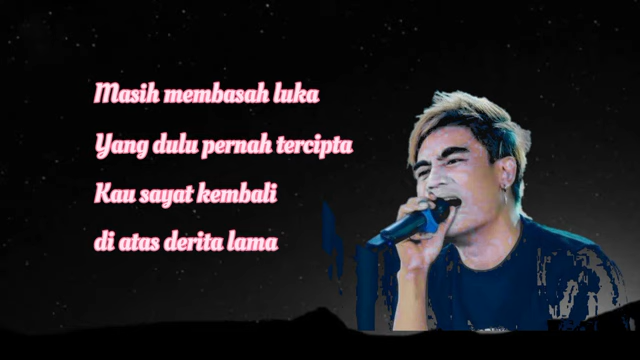 Masih membasah luka
Yang dulu pernah tercipta
Kau sayat kembali
di atas derita lama